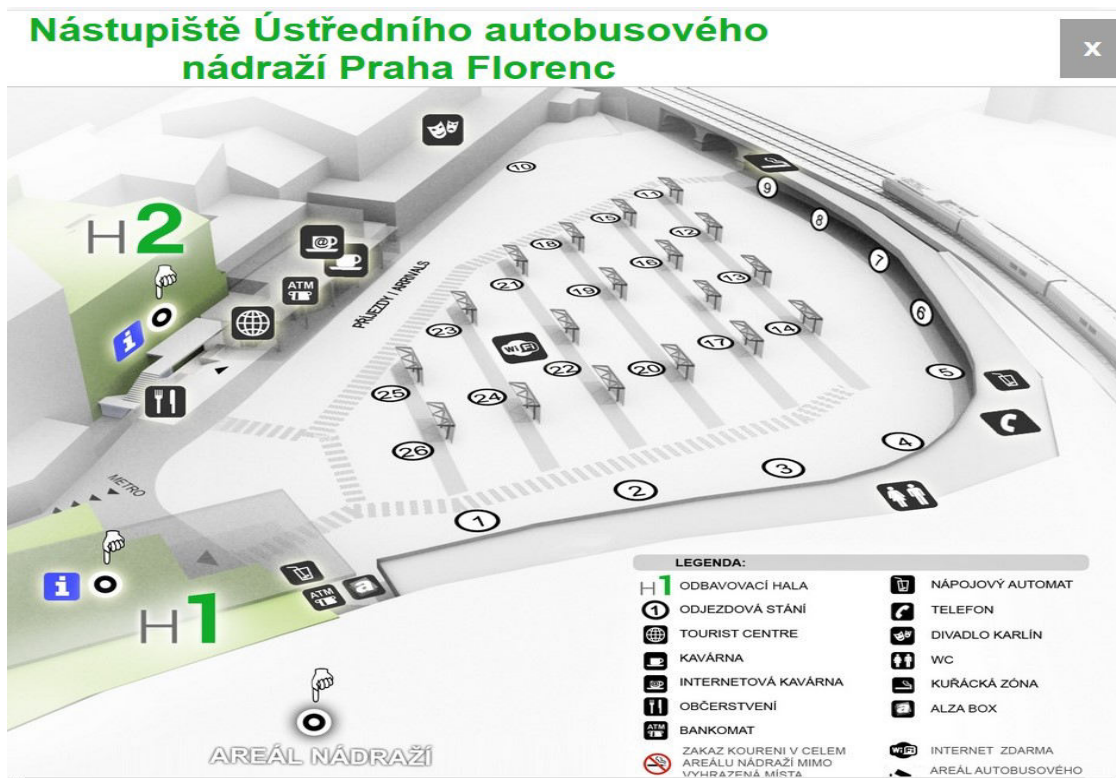 Nástupiště Ústředního autobusového
nádraží Praha Florenc
x
10
11
9
15
12
8
H2
18
16
7
@
ATM
PŘÍJEZDY / ARRIVALS
21
19
13
6
i
23
WiFi
17
14
22
20
5
25
24
26
4
METRO
3
2
1
i
ATM
a
H1
AREÁL NÁDRAŽÍ
LEGENDA:
H1 ODBAVOVACÍ HALA
1 ODJEZDOVÁ STÁNÍ
TOURIST CENTRE
KAVÁRNA
@ INTERNETOVÁ KAVÁRNA
OBČERSTVENÍ
ATM BANKOMAT
ZAKAZ KOURENI V CELEM
AREÁLU NÁDRAŽÍ MIMO
VYHRAZENÁ MÍSTA
NÁPOJOVÝ AUTOMAT
TELEFON
DIVADLO KARLÍN
WC
KUŘÁCKÁ ZÓNA
a ALZA BOX
WiFi INTERNET ZDARMA
AREÁL AUTOBUSOVÉHO